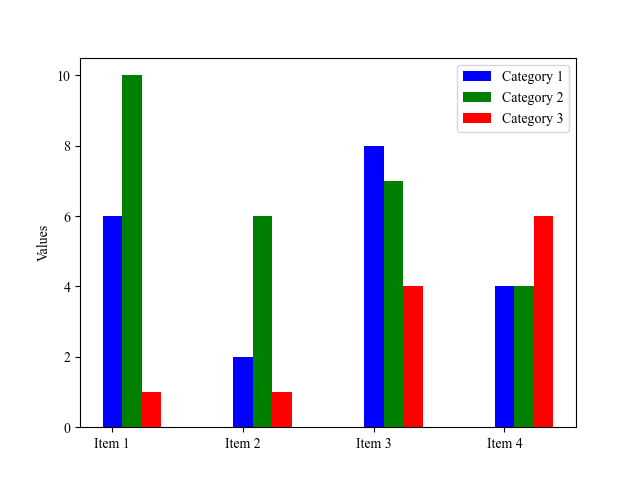 10
8
6
4
2
0
Values
Category 1
Category 2
Category 3
Item 1
Item 2
Item 3
Item 4